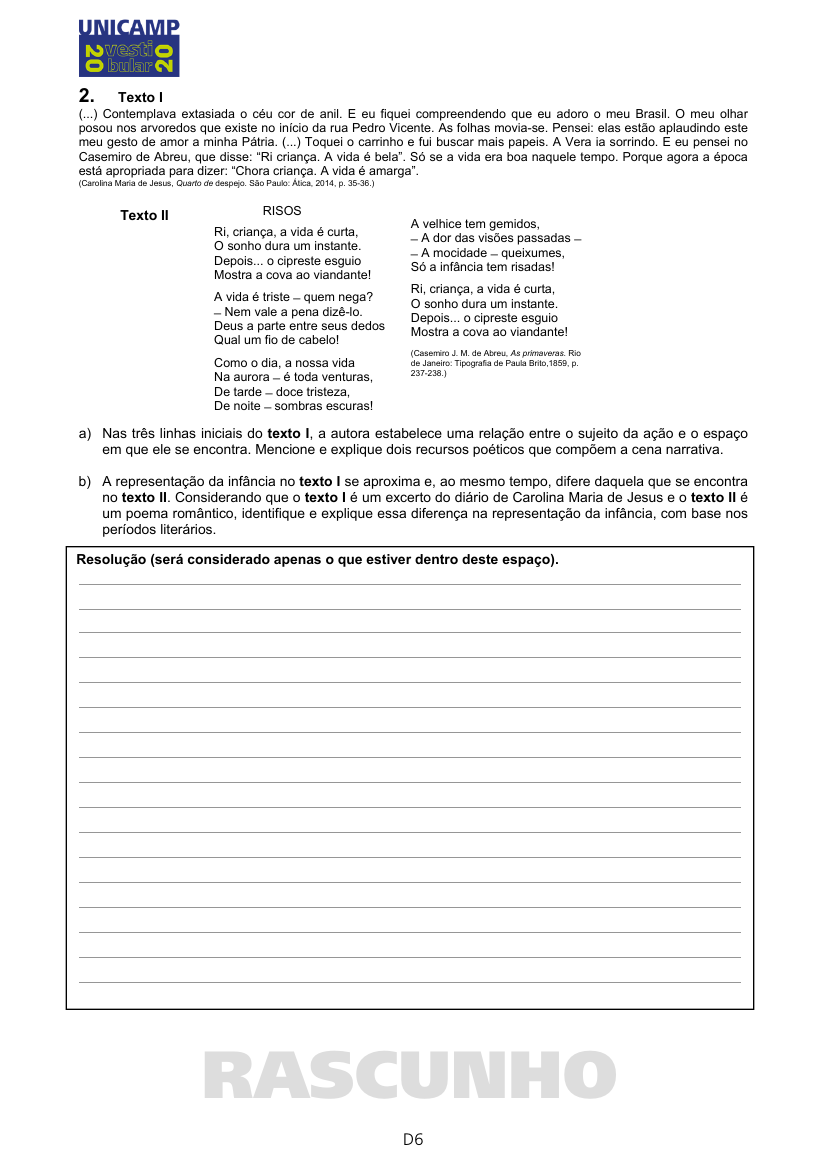 UNICAMP
20 vesti
bular 20
2. Texto I
(...) Contemplava extasiada o céu cor de anil. E eu fiquei compreendendo que eu adoro o meu Brasil. O meu olhar
posou nos arvoredos que existe no início da rua Pedro Vicente. As folhas movia-se. Pensei: elas estão aplaudindo este
meu gesto de amor a minha Pátria. (...) Toquei o carrinho e fui buscar mais papeis. A Vera ia sorrindo. E eu pensei no
Casemiro de Abreu, que disse: “Ri criança. A vida é bela”. Só se a vida era boa naquele tempo. Porque agora a época
está apropriada para dizer: “Chora criança. A vida é amarga”.
(Carolina Maria de Jesus, Quarto de despejo. São Paulo: Ática, 2014, p. 35-36.)
Texto II
RISOS
Ri, criança, a vida é curta,
O sonho dura um instante.
Depois... o cipreste esguio
Mostra a cova ao viandante!
A vida é triste – quem nega?
– Nem vale a pena dizê-lo.
Deus a parte entre seus dedos
Qual um fio de cabelo!
Como o dia, a nossa vida
Na aurora – é toda venturas,
De tarde – doce tristeza,
De noite – sombras escuras!
A velhice tem gemidos,
– A dor das visões passadas –
– A mocidade – queixumes,
Só a infância tem risadas!
Ri, criança, a vida é curta,
O sonho dura um instante.
Depois... o cipreste esguio
Mostra a cova ao viandante!
(Casemiro J. M. de Abreu, As primaveras. Rio
de Janeiro: Tipografia de Paula Brito,1859, p.
237-238.)
a) Nas três linhas iniciais do texto I, a autora estabelece uma relação entre o sujeito da ação e o espaço
em que ele se encontra. Mencione e explique dois recursos poéticos que compõem a cena narrativa.
b) A representação da infância no texto I se aproxima e, ao mesmo tempo, difere daquela que se encontra
no texto II. Considerando que o texto I é um excerto do diário de Carolina Maria de Jesus e o texto II é
um poema romântico, identifique e explique essa diferença na representação da infância, com base nos
períodos literários.
Resolução (será considerado apenas o que estiver dentro deste espaço).
RASCUNHO
D6